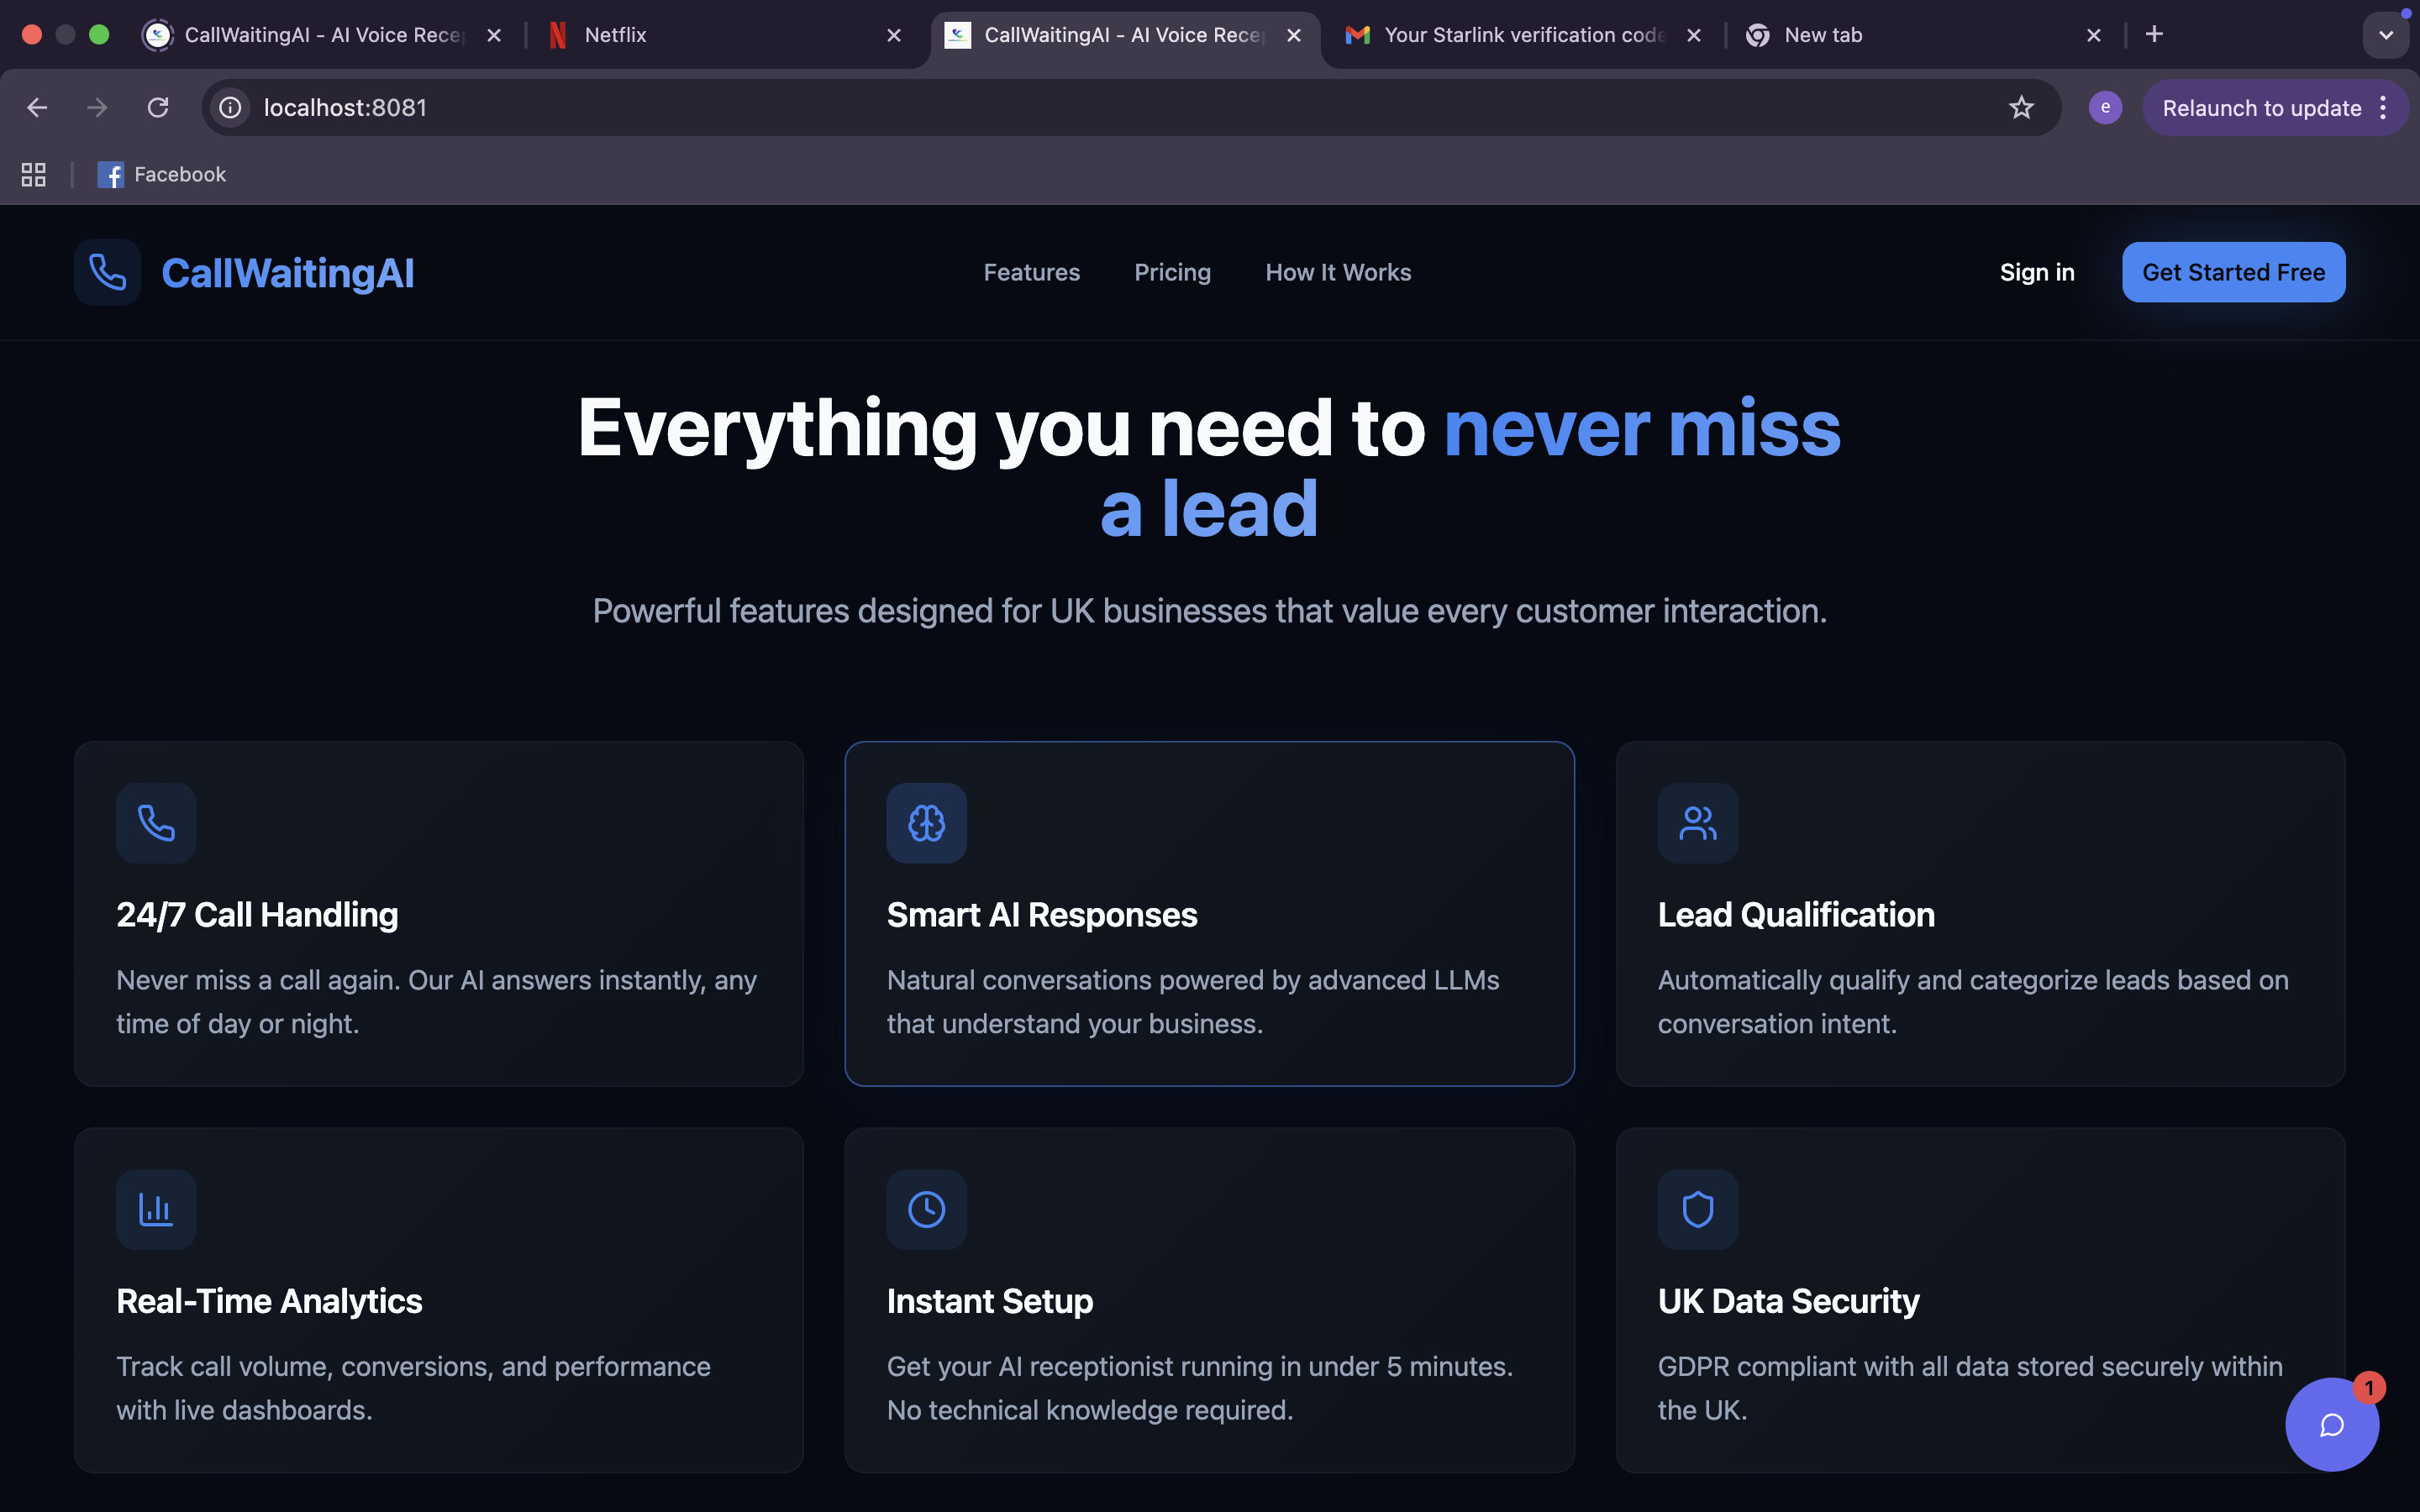 CallWaitingAI - AI Voice Rece
Netflix
CallWaitingAI - AI Voice Rece
Your Starlink verification code
New tab
localhost:8081
e
Relaunch to update
Facebook
CallWaitingAI
Features
Pricing
How It Works
Sign in
Get Started Free
Everything you need to never miss
a lead
Powerful features designed for UK businesses that value every customer interaction.
24/7 Call Handling
Never miss a call again. Our AI answers instantly, any
time of day or night.
Smart AI Responses
Natural conversations powered by advanced LLMs
that understand your business.
Lead Qualification
Automatically qualify and categorize leads based on
conversation intent.
Real-Time Analytics
Track call volume, conversions, and performance
with live dashboards.
Instant Setup
Get your AI receptionist running in under 5 minutes.
No technical knowledge required.
UK Data Security
GDPR compliant with all data stored securely within
the UK.
1